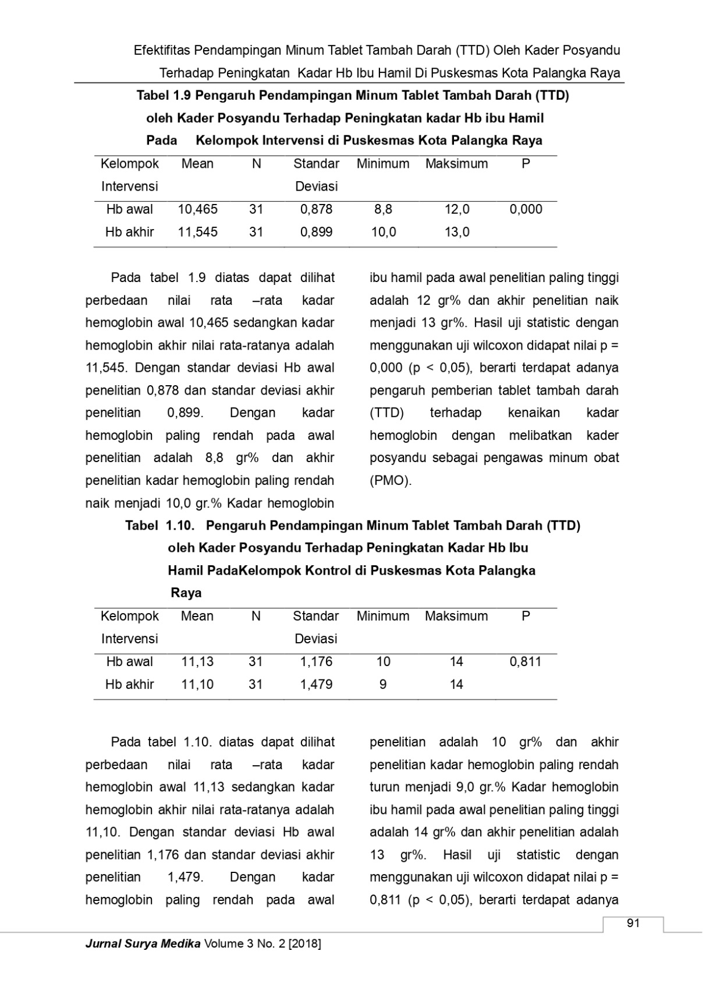 Efektifitas Pendampingan Minum Tablet Tambah Darah (TTD) Oleh Kader Posyandu
Terhadap Peningkatan Kadar Hb Ibu Hamil Di Puskesmas Kota Palangka Raya
Tabel 1.9 Pengaruh Pendampingan Minum Tablet Tambah Darah (TTD)
oleh Kader Posyandu Terhadap Peningkatan kadar Hb ibu Hamil
Pada Kelompok Intervensi di Puskesmas Kota Palangka Raya
Kelompok Mean N Standar Minimum Maksimum P
Intervensi Deviasi
Hb awal 10,465 31 0,878 8,8 12,0 0,000
Hb akhir 11,545 31 0,899 10,0 13,0
Pada tabel 1.9 diatas dapat dilihat
perbedaan nilai rata –rata kadar
hemoglobin awal 10,465 sedangkan kadar
hemoglobin akhir nilai rata-ratanya adalah
11,545. Dengan standar deviasi Hb awal
penelitian 0,878 dan standar deviasi akhir
penelitian 0,899. Dengan kadar
hemoglobin paling rendah pada awal
penelitian adalah 8,8 gr% dan akhir
penelitian kadar hemoglobin paling rendah
naik menjadi 10,0 gr.% Kadar hemoglobin
ibu hamil pada awal penelitian paling tinggi
adalah 12 gr% dan akhir penelitian naik
menjadi 13 gr%. Hasil uji statistic dengan
menggunakan uji wilcoxon didapat nilai p =
0,000 (p < 0,05), berarti terdapat adanya
pengaruh pemberian tablet tambah darah
(TTD) terhadap kenaikan kadar
hemoglobin dengan melibatkan kader
posyandu sebagai pengawas minum obat
(PMO).
Tabel 1.10. Pengaruh Pendampingan Minum Tablet Tambah Darah (TTD)
oleh Kader Posyandu Terhadap Peningkatan Kadar Hb Ibu
Hamil PadaKelompok Kontrol di Puskesmas Kota Palangka
Raya
Kelompok Mean N Standar Minimum Maksimum P
Intervensi Deviasi
Hb awal 11,13 31 1,176 10 14 0,811
Hb akhir 11,10 31 1,479 9 14
Pada tabel 1.10. diatas dapat dilihat
perbedaan nilai rata –rata kadar
hemoglobin awal 11,13 sedangkan kadar
hemoglobin akhir nilai rata-ratanya adalah
11,10. Dengan standar deviasi Hb awal
penelitian 1,176 dan standar deviasi akhir
penelitian 1,479. Dengan kadar
hemoglobin paling rendah pada awal
penelitian adalah 10 gr% dan akhir
penelitian kadar hemoglobin paling rendah
turun menjadi 9,0 gr.% Kadar hemoglobin
ibu hamil pada awal penelitian paling tinggi
adalah 14 gr% dan akhir penelitian adalah
13 gr%. Hasil uji statistic dengan
menggunakan uji wilcoxon didapat nilai p =
0,811 (p < 0,05), berarti terdapat adanya
91
Jurnal Surya Medika Volume 3 No. 2 [2018]